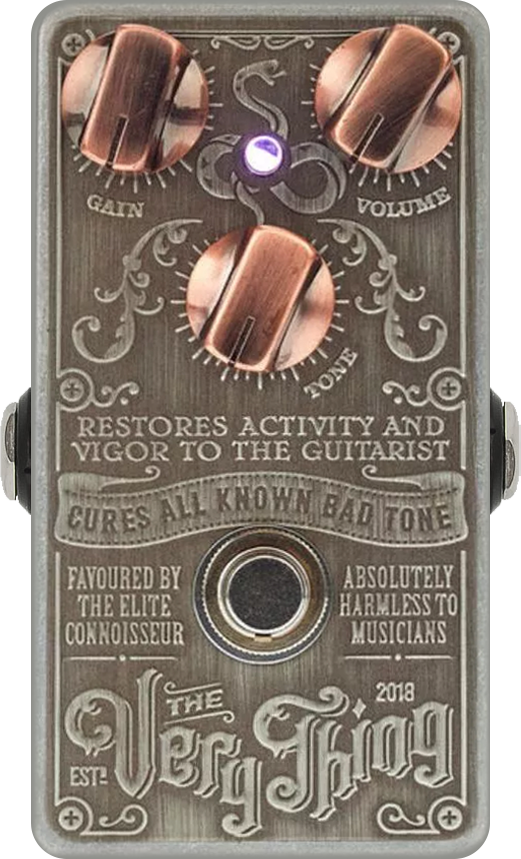 GAIN
VOLUME
TONE
RESTORES ACTIVITY AND
VIGOR TO THE GUITARIST
CURES ALL KNOWN BAD TONE
FAVOURED BY
THE ELITE
CONNOISSEUR
ABSOLUTELY
HARMLESS TO
MUSICIANS
THE
Very Thing
ESTD
2018